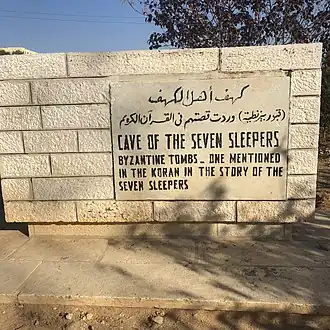 كهف أهل الكهف
(قبور بيزنطية) وردت قصتهم في القرآن الكريم
CAVE OF THE SEVEN SLEEPERS
BYZANTINE TOMBS_ ONE MENTIONED
IN THE KORAN IN THE STORY OF THE
SEVEN SLEEPERS